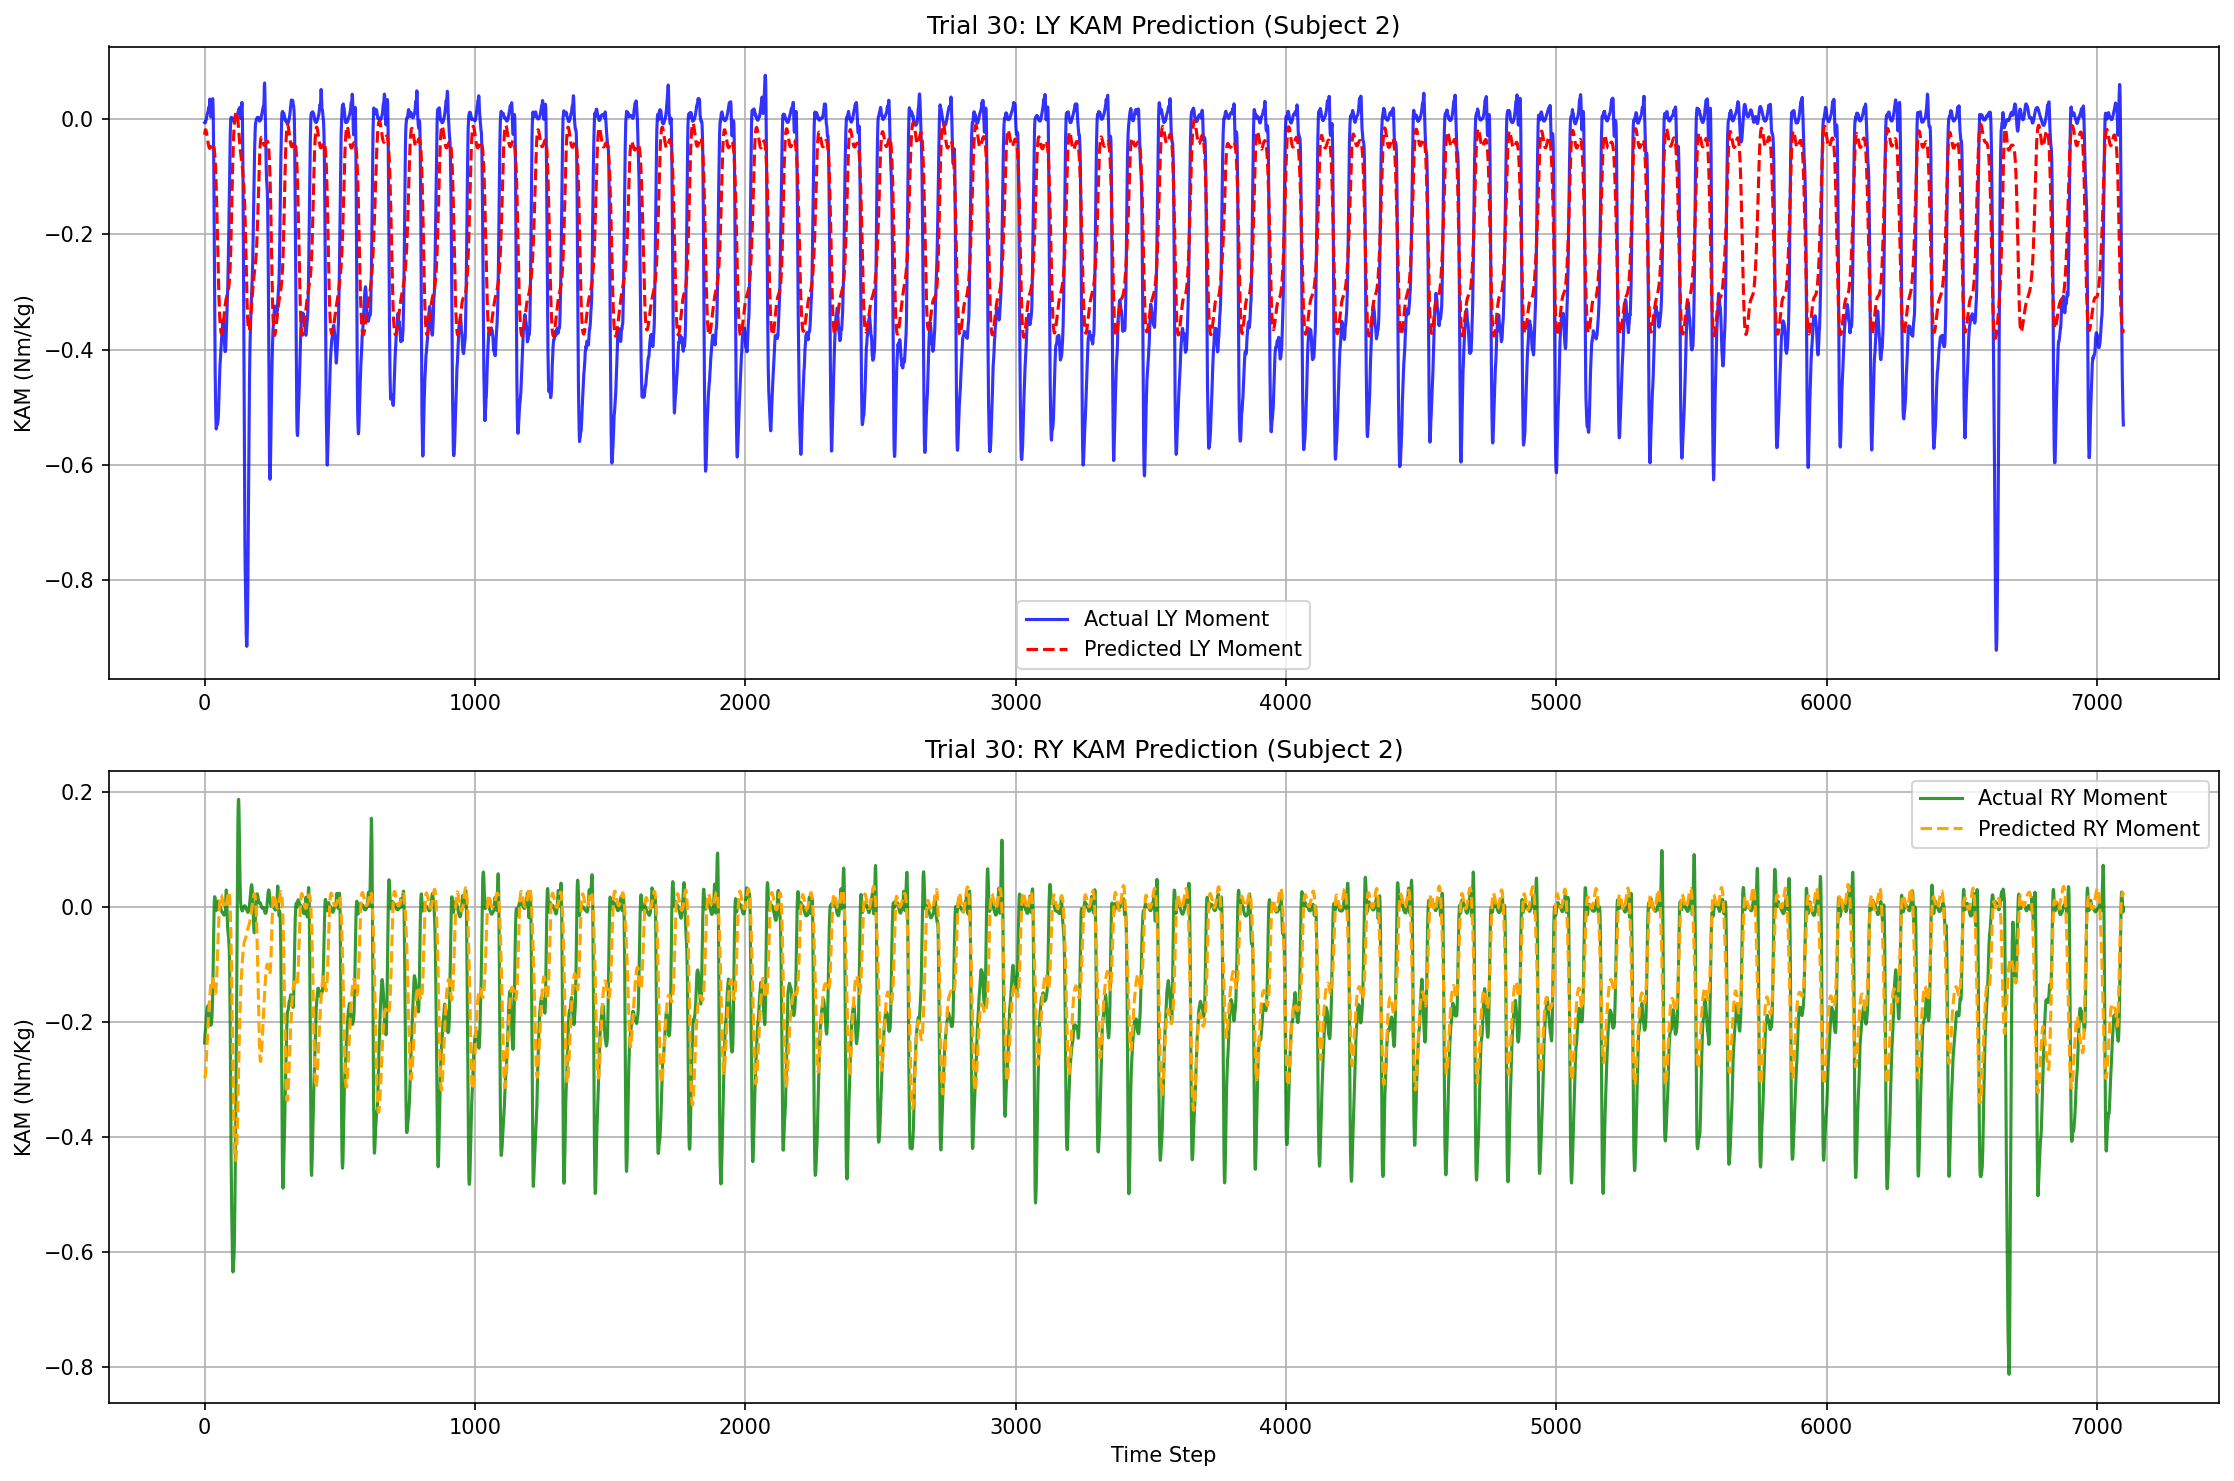 Trial 30: LY KAM Prediction (Subject 2)
KAM (Nm/Kg)
0.0
−0.2
−0.4
−0.6
−0.8
Actual LY Moment
Predicted LY Moment
0 1000 2000 3000 4000 5000 6000 7000
Trial 30: RY KAM Prediction (Subject 2)
KAM (Nm/Kg)
0.2
0.0
−0.2
−0.4
−0.6
−0.8
Actual RY Moment
Predicted RY Moment
0 1000 2000 3000 4000 5000 6000 7000
Time Step